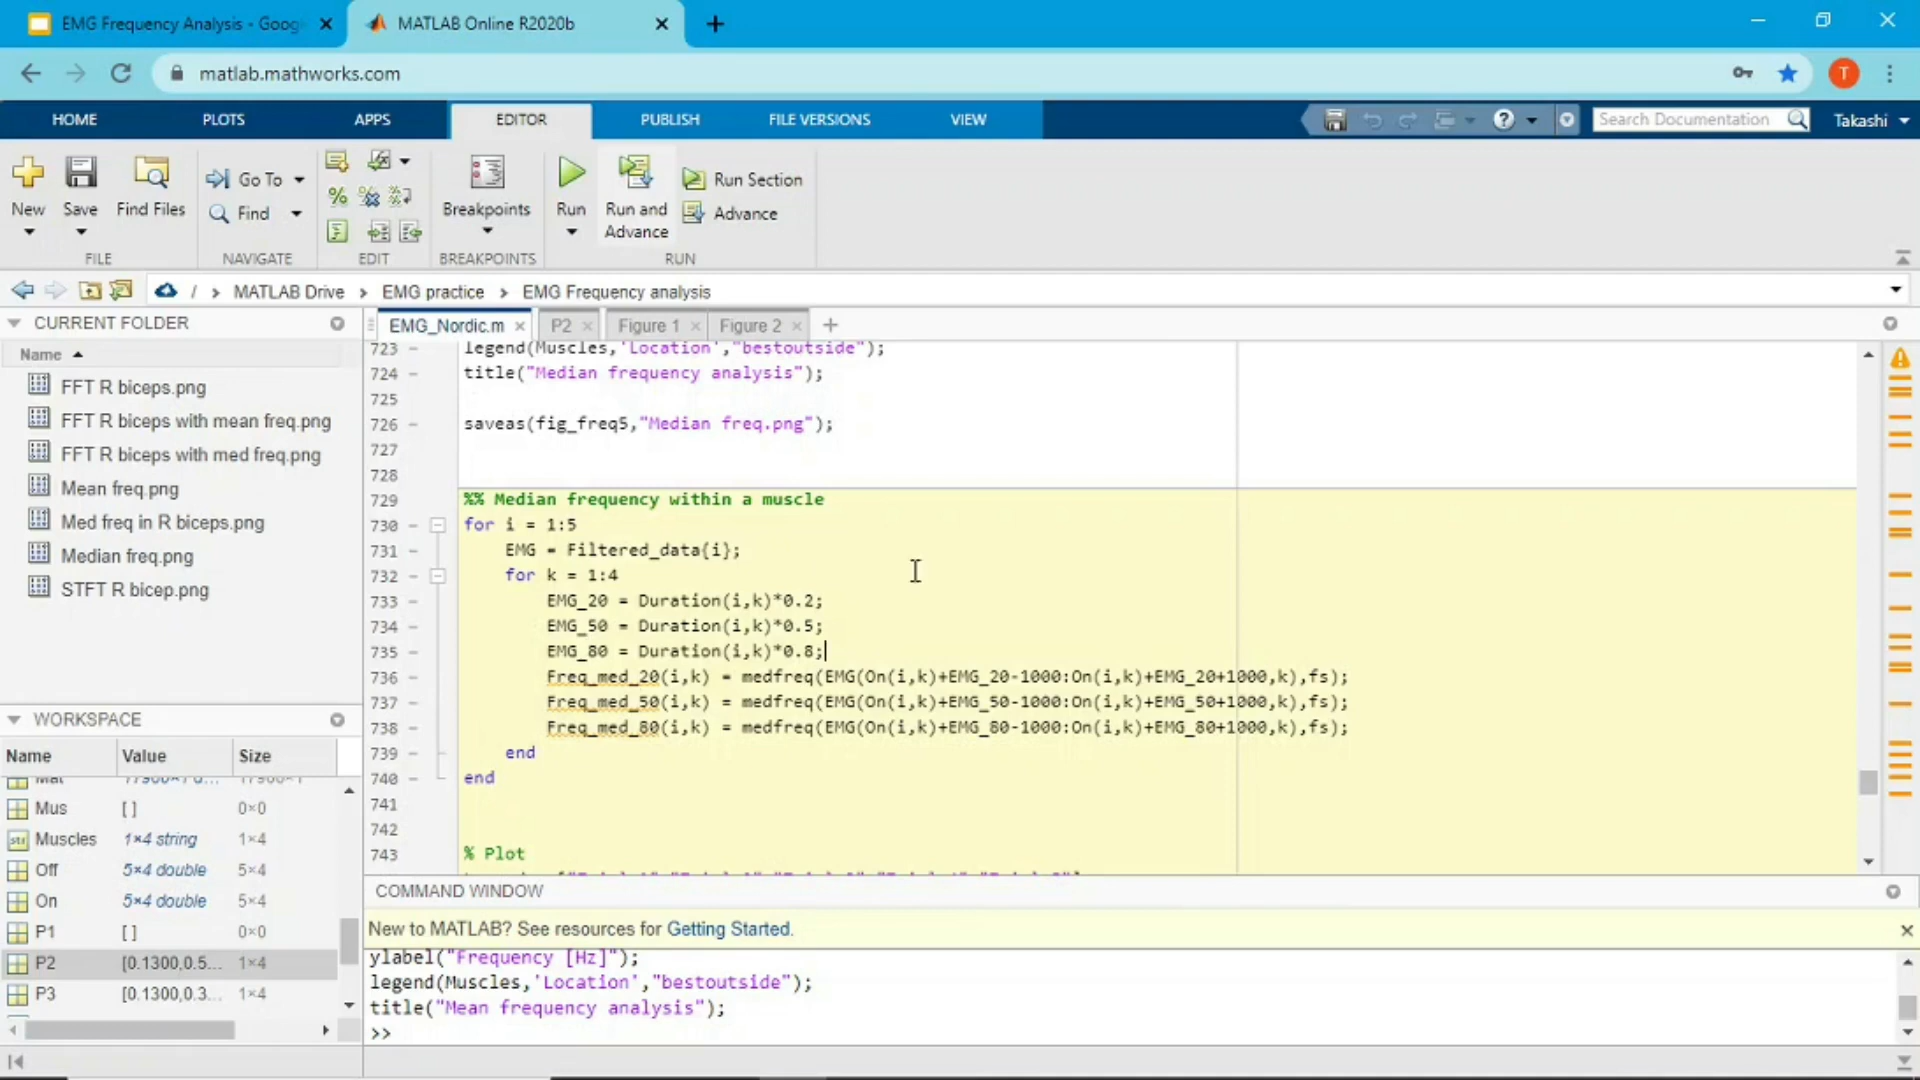 EMG Frequency Analysis - Goog
MATLAB Online R2020b
matlab.mathworks.com
T
HOME
PLOTS
APPS
EDITOR
PUBLISH
FILE VERSIONS
VIEW
Search Documentation
Takashi
New
Save
Find Files
Go To
Find
Breakpoints
Run
Run and
Advance
Run Section
Advance
FILE
NAVIGATE
EDIT
BREAKPOINTS
RUN
/ > MATLAB Drive > EMG practice > EMG Frequency analysis
CURRENT FOLDER
Name
FFT R biceps.png
FFT R biceps with mean freq.png
FFT R biceps with med freq.png
Mean freq.png
Med freq in R biceps.png
Median freq.png
STFT R bicep.png
WORKSPACE
Name Value Size
Mus [ ] 0×0
Muscles 1×4 string 1×4
Off 5×4 double 5×4
On 5×4 double 5×4
P1 [ ] 0×0
P2 [0.1300,0.5... 1×4
P3 [0.1300,0.3... 1×4
EMG_Nordic.m
P2
Figure 1
Figure 2
723 legend(Muscles,'Location',"bestoutside");
724 title("Median frequency analysis");
725
726 saveas(fig_freq5,"Median freq.png");
727
728
729 %% Median frequency within a muscle
730 for i = 1:5
731 EMG = Filtered_data{i};
732 for k = 1:4
733 EMG_20 = Duration(i,k)*0.2;
734 EMG_50 = Duration(i,k)*0.5;
735 EMG_80 = Duration(i,k)*0.8;
736 Freq_med_20(i,k) = medfreq(EMG(On(i,k)+EMG_20-1000:On(i,k)+EMG_20+1000,k),fs);
737 Freq_med_50(i,k) = medfreq(EMG(On(i,k)+EMG_50-1000:On(i,k)+EMG_50+1000,k),fs);
738 Freq_med_80(i,k) = medfreq(EMG(On(i,k)+EMG_80-1000:On(i,k)+EMG_80+1000,k),fs);
739 end
740 end
741
742
743 % Plot
COMMAND WINDOW
New to MATLAB? See resources for Getting Started.
ylabel("Frequency [Hz]");
legend(Muscles,'Location',"bestoutside");
title("Mean frequency analysis");
>>